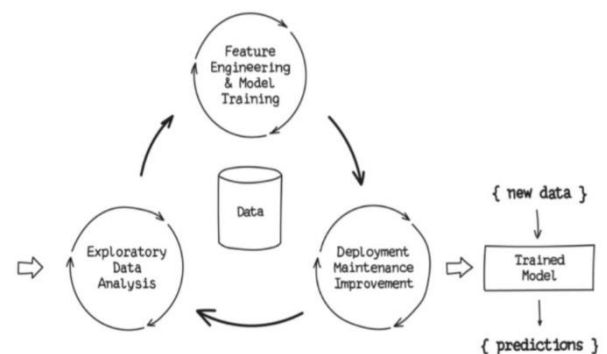 Feature
Engineering
& Model
Training
Data
Exploratory
Data
Analysis
Deployment
Maintenance
Improvement
{ new data }
Trained
Model
{ predictions }